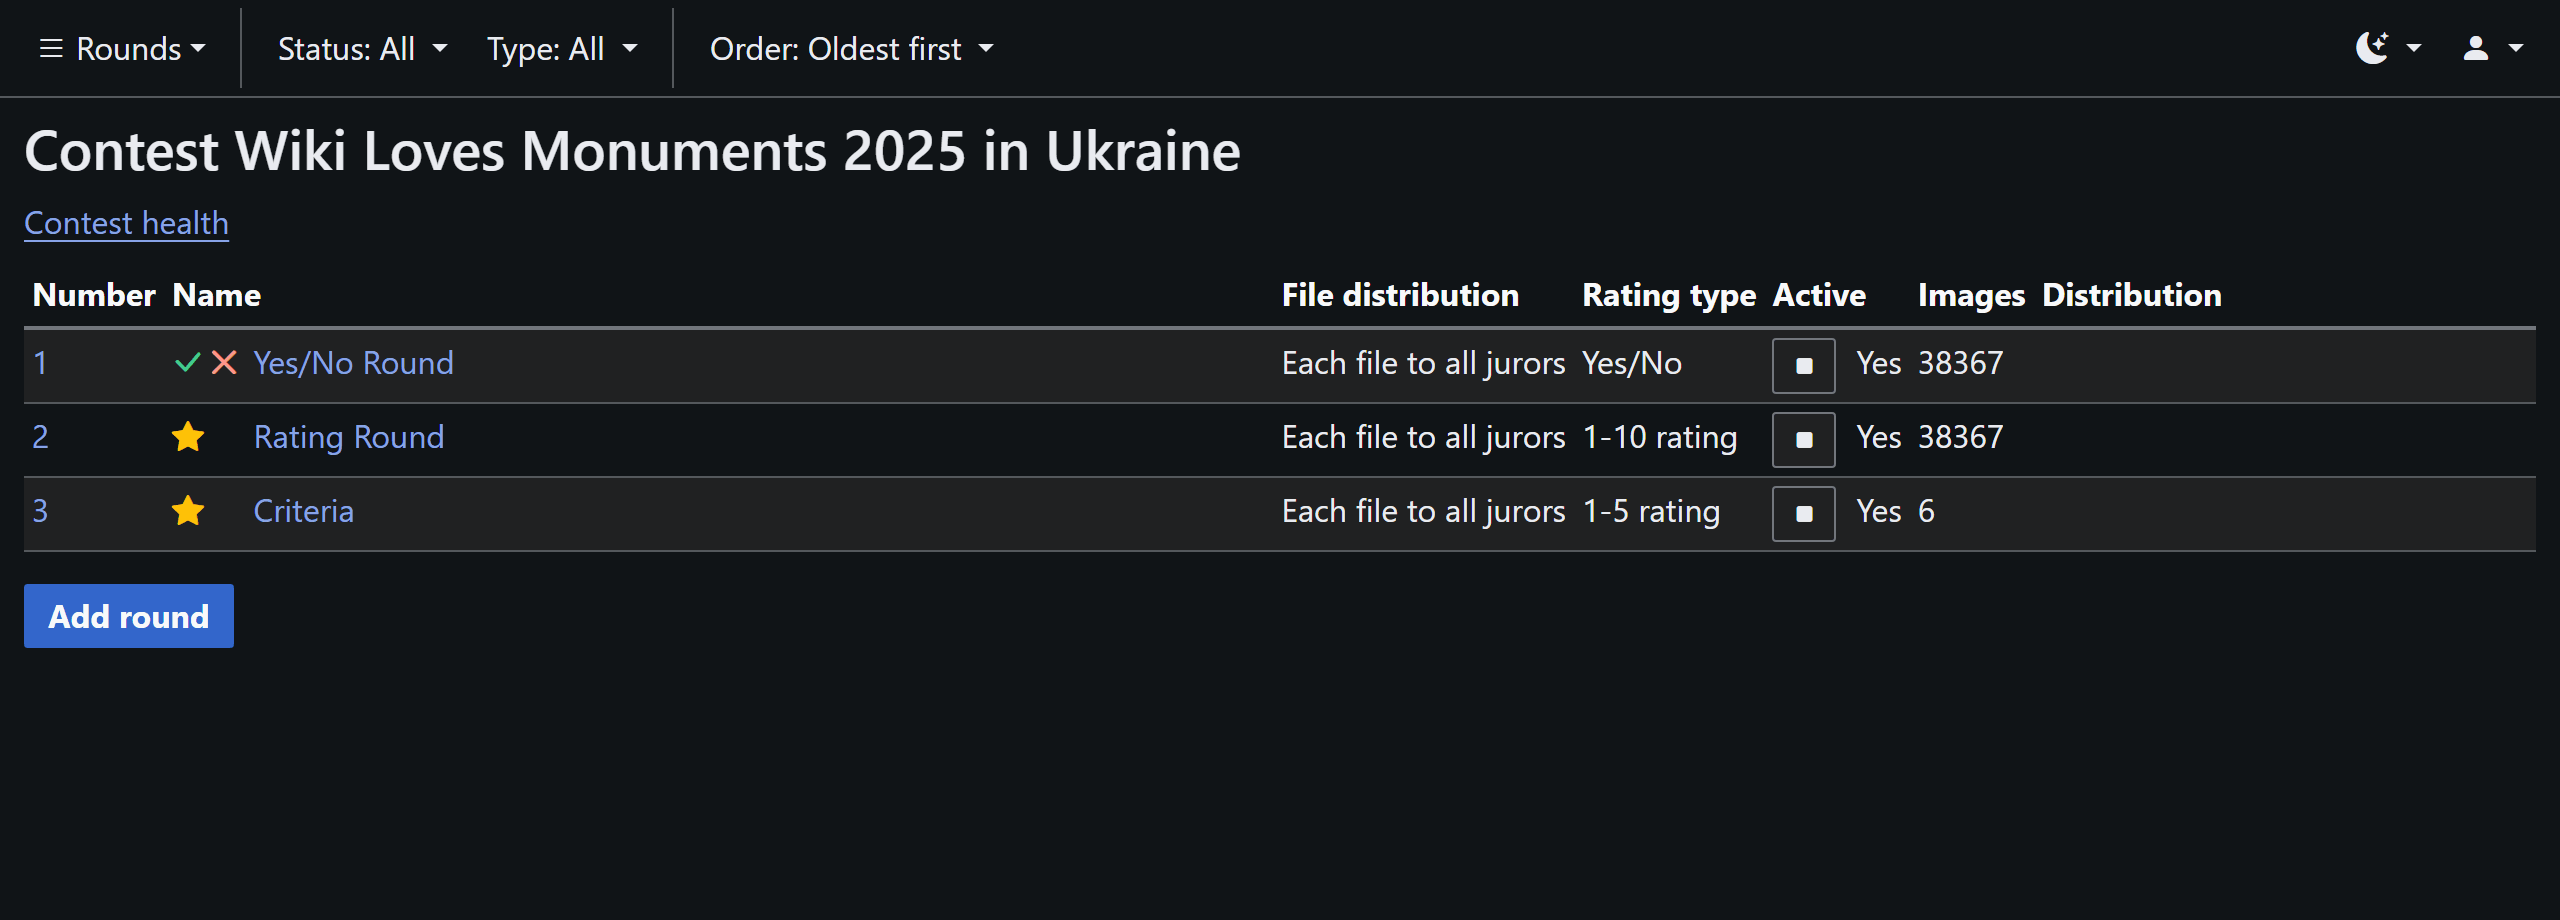 Rounds Status: All Type: All Order: Oldest first
Contest Wiki Loves Monuments 2025 in Ukraine
Contest health
Number Name File distribution Rating type Active Images Distribution
1 Yes/No Round Each file to all jurors Yes/No Yes 38367
2 Rating Round Each file to all jurors 1-10 rating Yes 38367
3 Criteria Each file to all jurors 1-5 rating Yes 6
Add round